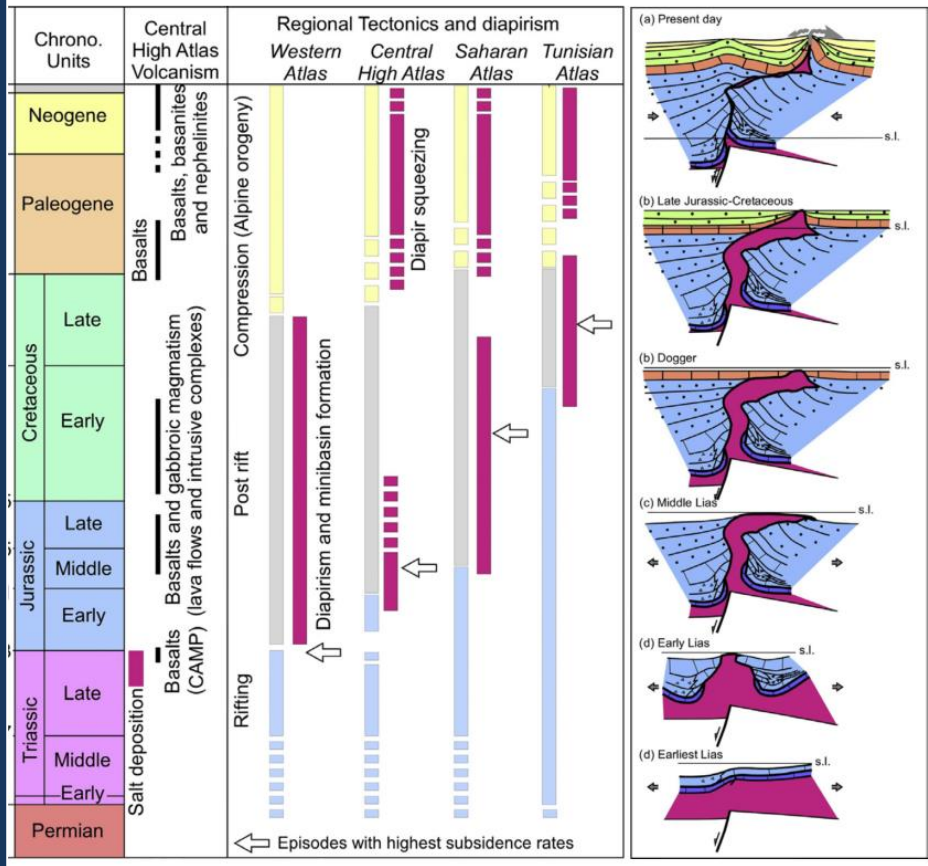 Chrono.
Units
Central
High Atlas
Volcanism
Regional Tectonics and diapirism
Western
Atlas
Central
High Atlas
Saharan
Atlas
Tunisian
Atlas
Neogene
Paleogene
Cretaceous
Late
Early
Jurassic
Late
Middle
Early
Triassic
Late
Middle
Early
Permian
Salt deposition
Basalts
Basalts, basanites
and nephelinites
Basalts and gabbroic magmatism
(lava flows and intrusive complexes)
Basalts
(CAMP)
Compression (Alpine orogeny)
Post rift
Rifting
Diapirism and minibasin formation
Diapir squeezing
Episodes with highest subsidence rates
(a) Present day
s.l.
(b) Late Jurassic-Cretaceous
s.l.
(b) Dogger
s.l.
(c) Middle Lias
s.l.
(d) Early Lias
s.l.
(d) Earliest Lias
s.l.